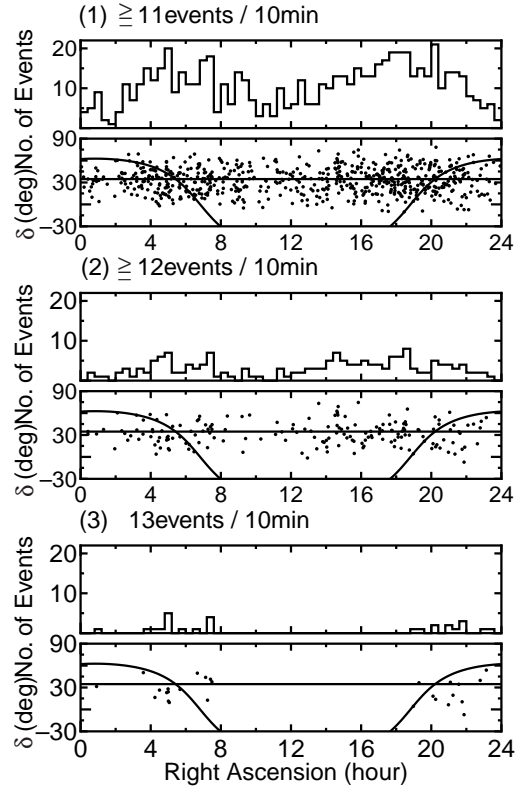 (1) ≧ 11events / 10min
No. of Events
20
10
0
δ (deg)
90
30
−30
0 4 8 12 16 20 24
(2) ≧ 12events / 10min
No. of Events
20
10
0
δ (deg)
90
30
−30
0 4 8 12 16 20 24
(3) 13events / 10min
No. of Events
20
10
0
δ (deg)
90
30
−30
0 4 8 12 16 20 24
Right Ascension (hour)